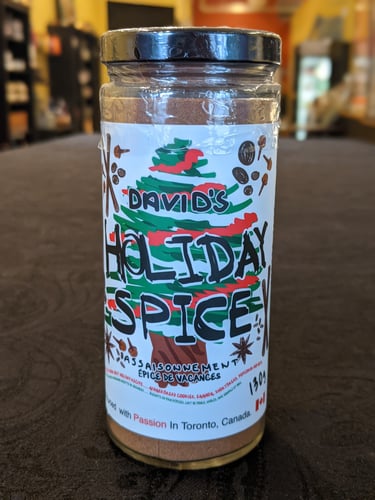 DAVID'S
HOLIDAY
SPICE
ASSAISONNEMENT
ÉPICE DE VACANCES
130g
with Passion In Toronto, Canada.